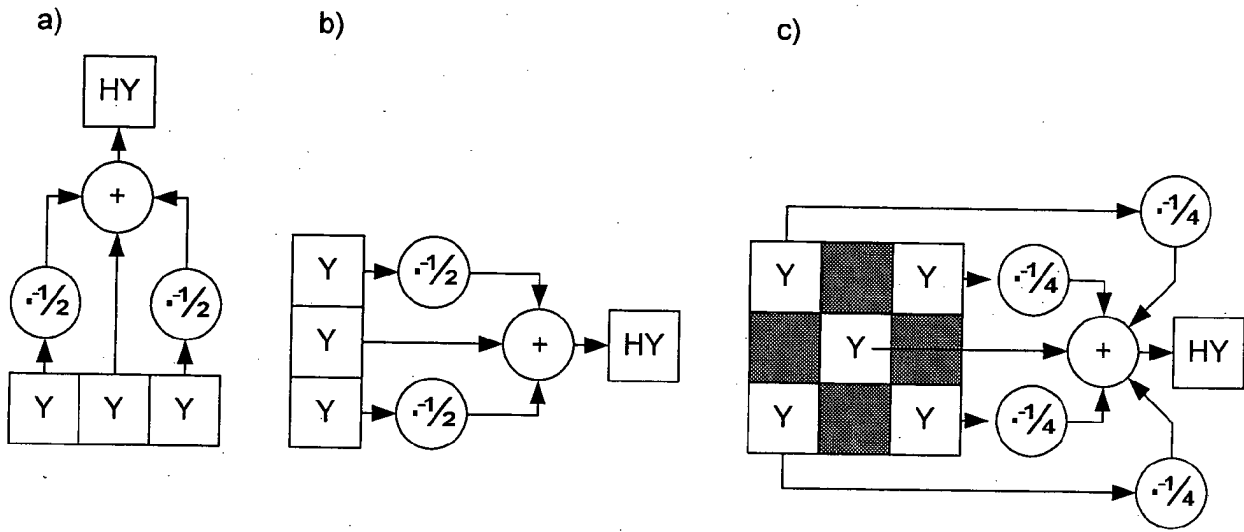 a)
HY
+
·-1/2 ·-1/2
Y Y Y
b)
Y ·-1/2
Y + HY
Y ·-1/2
c)
·-1/4
Y Y ·-1/4
Y + HY
Y Y ·-1/4
·-1/4